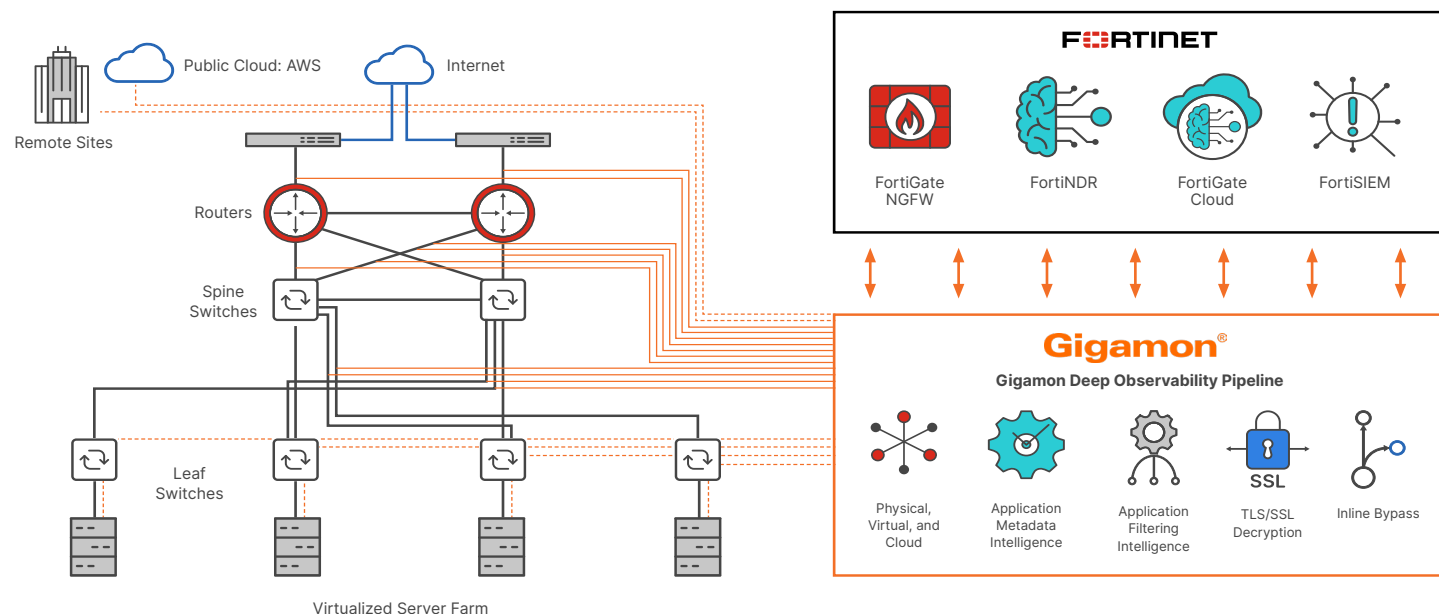 Public Cloud: AWS
Internet
Remote Sites
Routers
Spine
Switches
Leaf
Switches
Virtualized Server Farm
FORTINET
FortiGate
NGFW
FortiNDR
FortiGate
Cloud
FortiSIEM
Gigamon®
Gigamon Deep Observability Pipeline
Physical,
Virtual, and
Cloud
Application
Metadata
Intelligence
Application
Filtering
Intelligence
SSL
TLS/SSL
Decryption
Inline Bypass